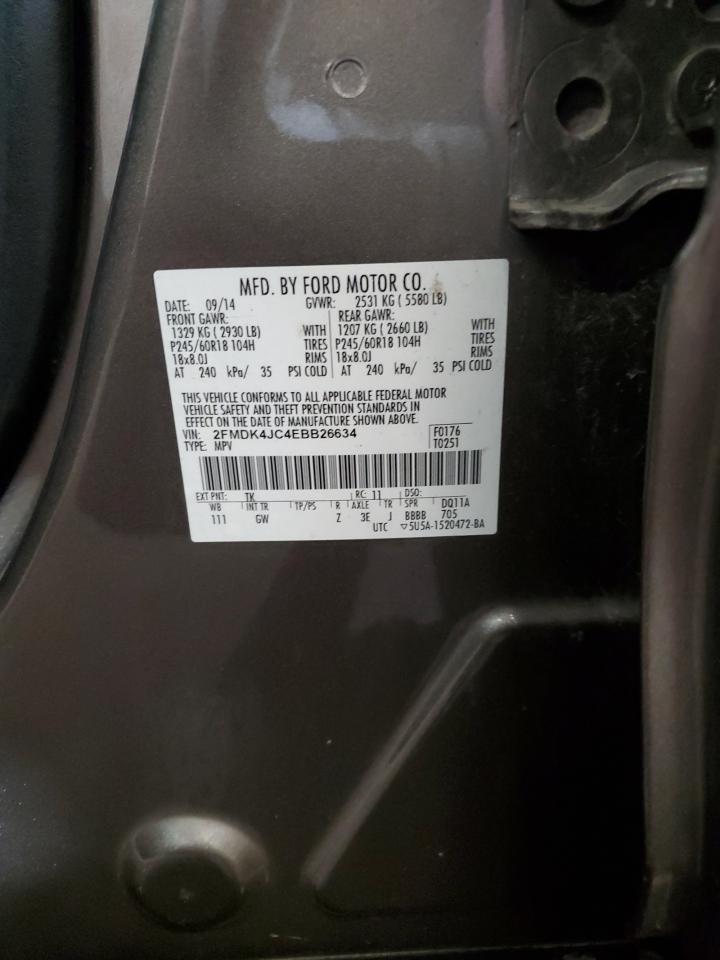 MFD. BY FORD MOTOR CO.
DATE: 09/14 GVWR: 2531 KG ( 5580 LB)
FRONT GAWR: REAR GAWR:
1329 KG ( 2930 LB) WITH 1207 KG ( 2660 LB) WITH
P245/60R18 104H TIRES P245/60R18 104H TIRES
18x8.0J RIMS 18x8.0J RIMS
AT 240 kPa/ 35 PSI COLD AT 240 kPa/ 35 PSI COLD
THIS VEHICLE CONFORMS TO ALL APPLICABLE FEDERAL MOTOR
VEHICLE SAFETY AND THEFT PREVENTION STANDARDS IN
EFFECT ON THE DATE OF MANUFACTURE SHOWN ABOVE.
VIN: 2FMDK4JC4EBB26634 F0176
TYPE: MPV T0251
EXT PNT: TK RC: 11 DSO:
WB INT TR TP/PS R AXLE TR SPR DQ11A
111 GW Z 3E J BBBB 705
UTC ▽5U5A-1520472-BA